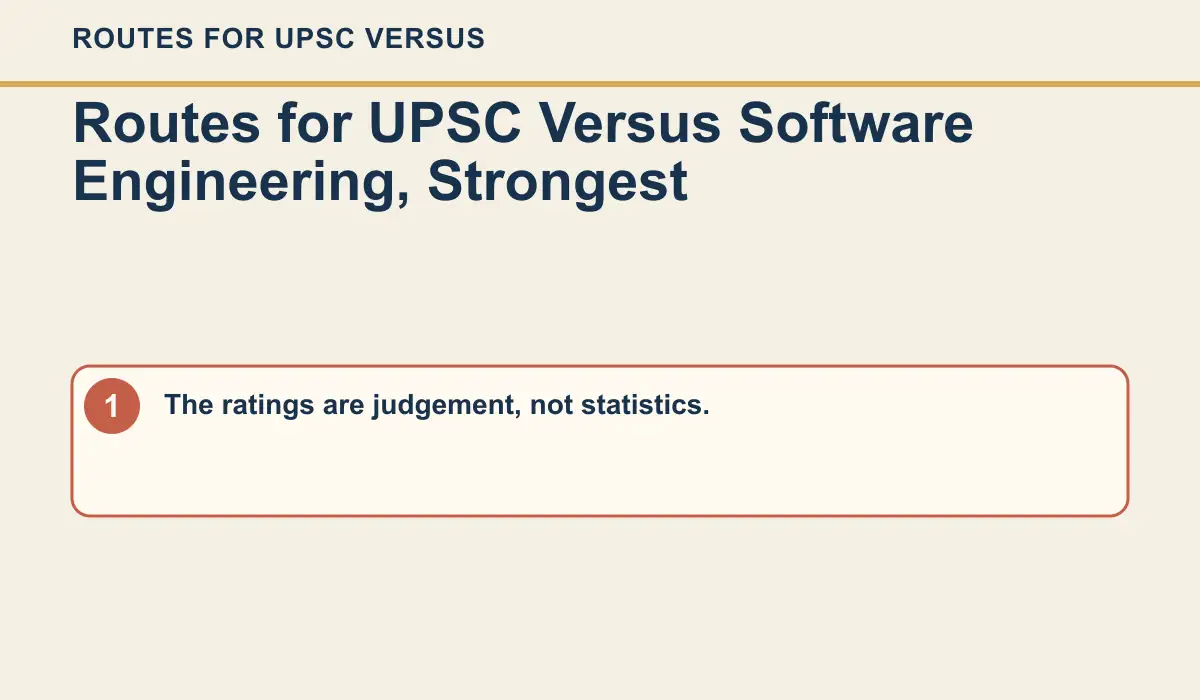 ROUTES FOR UPSC VERSUS
Routes for UPSC Versus Software
Engineering, Strongest
1
The ratings are judgement, not statistics.